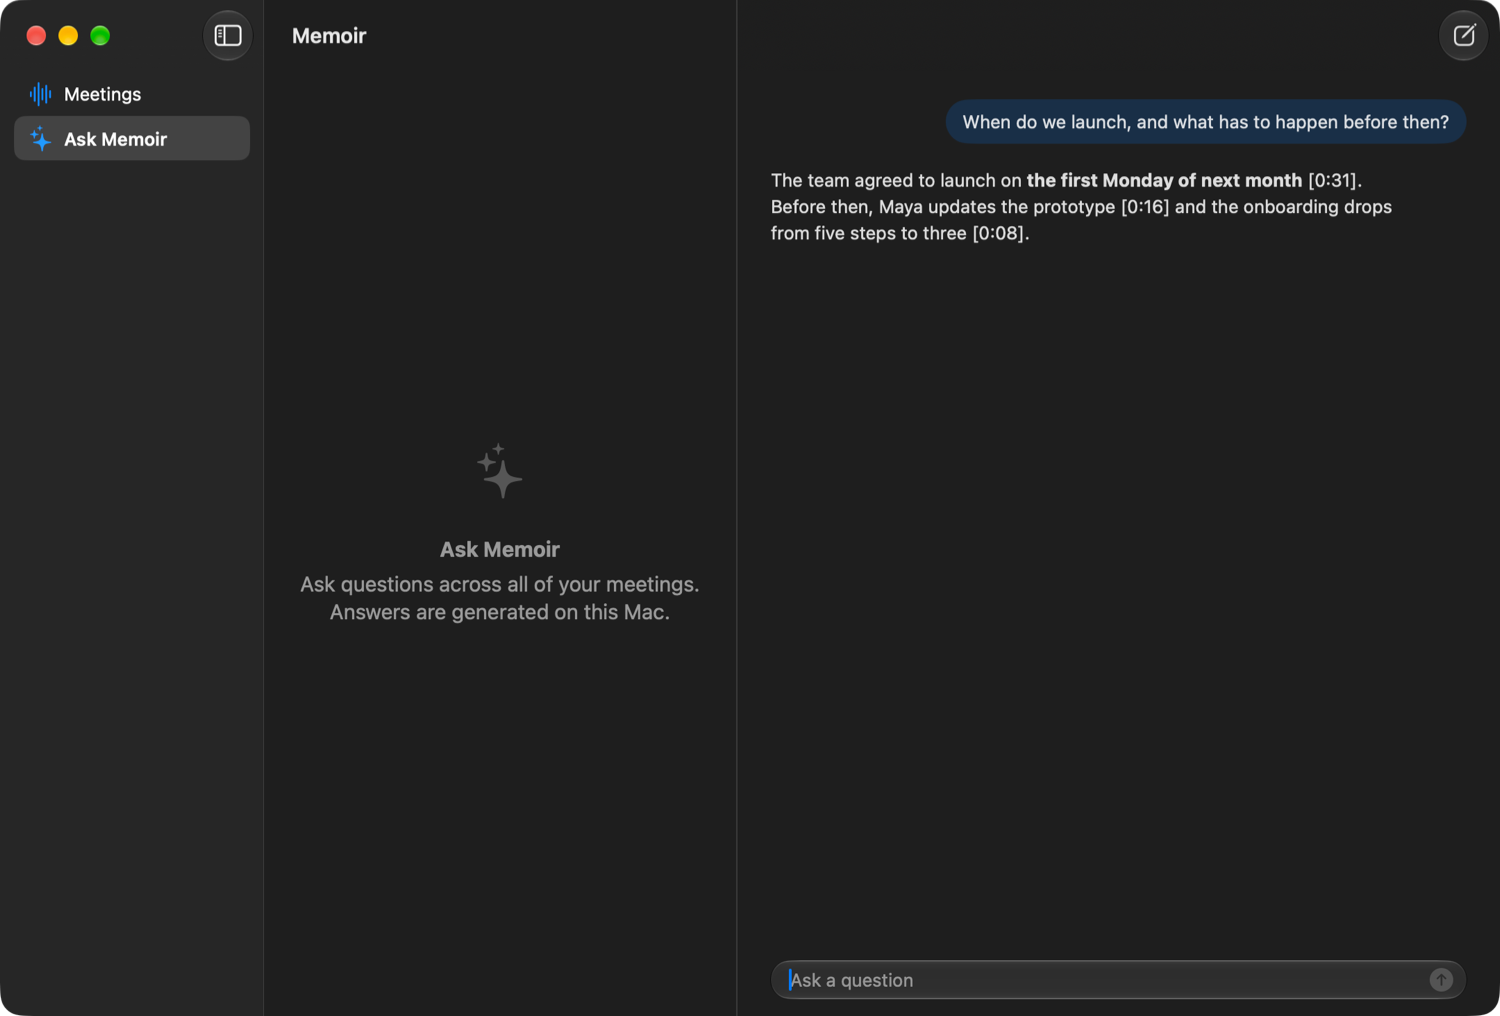 Memoir
Meetings
Ask Memoir
Ask Memoir
Ask questions across all of your meetings.
Answers are generated on this Mac.
When do we launch, and what has to happen before then?
The team agreed to launch on the first Monday of next month [0:31].
Before then, Maya updates the prototype [0:16] and the onboarding drops
from five steps to three [0:08].
Ask a question